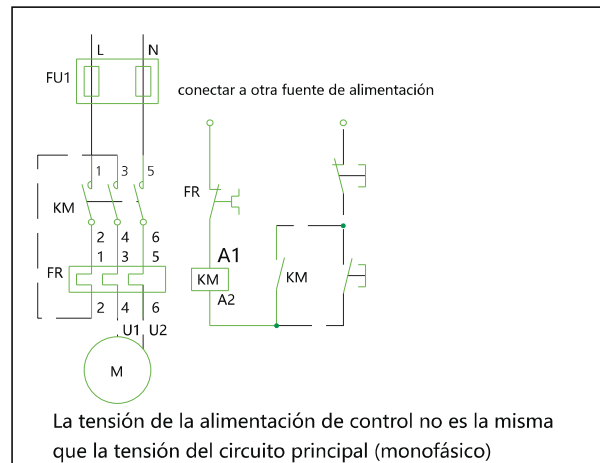 L N
FU1
conectar a otra fuente de alimentación
1 3 5
KM
2 4 6
FR
1 3 5
FR
2 4 6
U1 U2
M
A1
KM
A2
KM
La tensión de la alimentación de control no es la misma
que la tensión del circuito principal (monofásico)